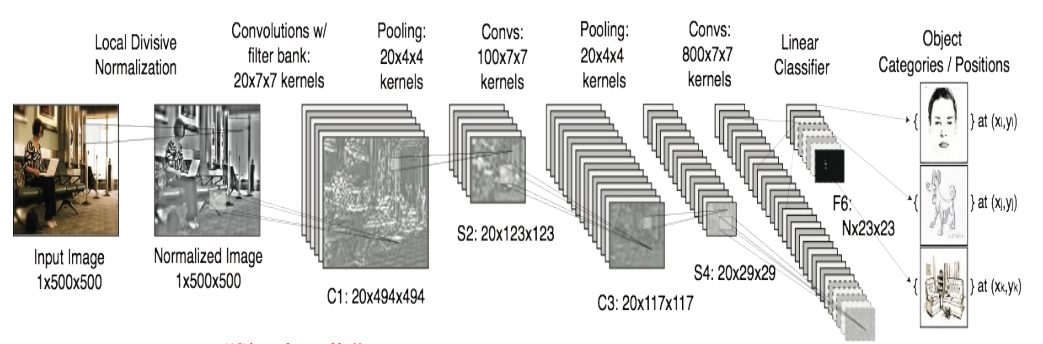 Local Divisive
Normalization
Convolutions w/
filter bank:
20x7x7 kernels
Pooling:
20x4x4
kernels
Convs:
100x7x7
kernels
Pooling:
20x4x4
kernels
Convs:
800x7x7
kernels
Linear
Classifier
Object
Categories / Positions
{ } at (xi,yi)
{ } at (xj,yj)
{ } at (xk,yk)
F6:
Nx23x23
Input Image
1x500x500
Normalized Image
1x500x500
C1: 20x494x494
S2: 20x123x123
C3: 20x117x117
S4: 20x29x29